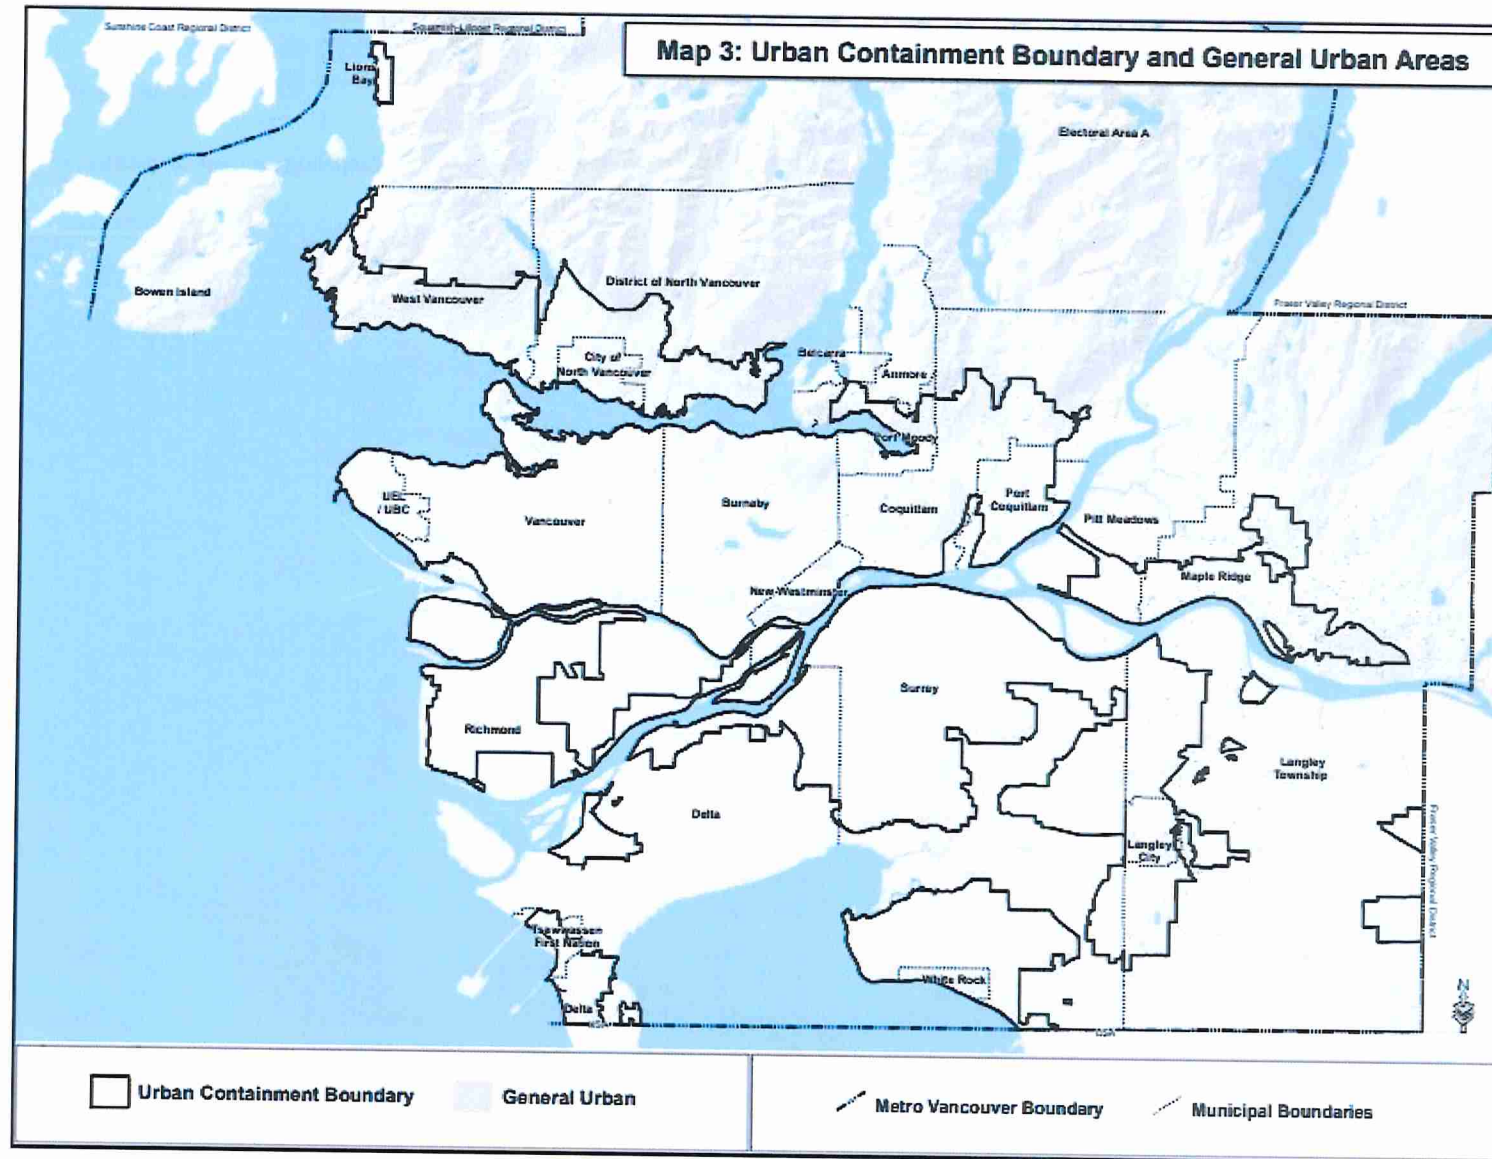 Sunshine Coast Regional District
Squamish-Lillooet Regional District
Map 3: Urban Containment Boundary and General Urban Areas
Lions
Bay
Electoral Area A
Bowen Island
West Vancouver
District of North Vancouver
Fraser Valley Regional District
City of
North Vancouver
Belcarra
Anmore
Port Moody
UEL
/ UBC
Vancouver
Burnaby
Coquitlam
Port
Coquitlam
Pitt Meadows
Maple Ridge
New Westminster
Richmond
Surrey
Langley
Township
Delta
Langley
City
Fraser Valley Regional District
Tsawwassen
First Nation
White Rock
Delta
N
USA
USA
Urban Containment Boundary
General Urban
Metro Vancouver Boundary
Municipal Boundaries